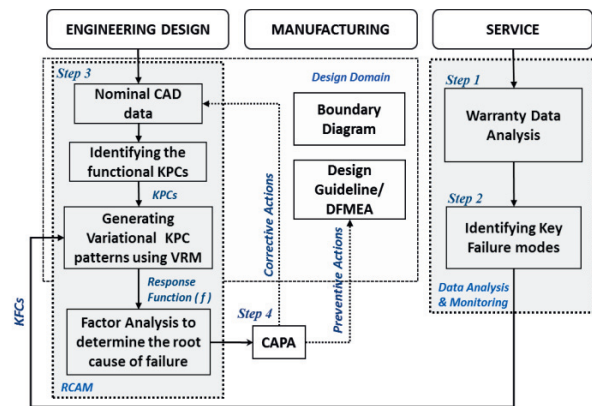 ENGINEERING DESIGN
MANUFACTURING
SERVICE
Step 3
Nominal CAD
data
Identifying the
functional KPCs
KPCs
Generating
Variational KPC
patterns using VRM
Response
Function ( f )
Factor Analysis to
determine the root
cause of failure
RCAM
KFCs
Design Domain
Boundary
Diagram
Design
Guideline/
DFMEA
Corrective Actions
Preventive Actions
Step 4
CAPA
Step 1
Warranty Data
Analysis
Step 2
Identifying Key
Failure modes
Data Analysis
& Monitoring